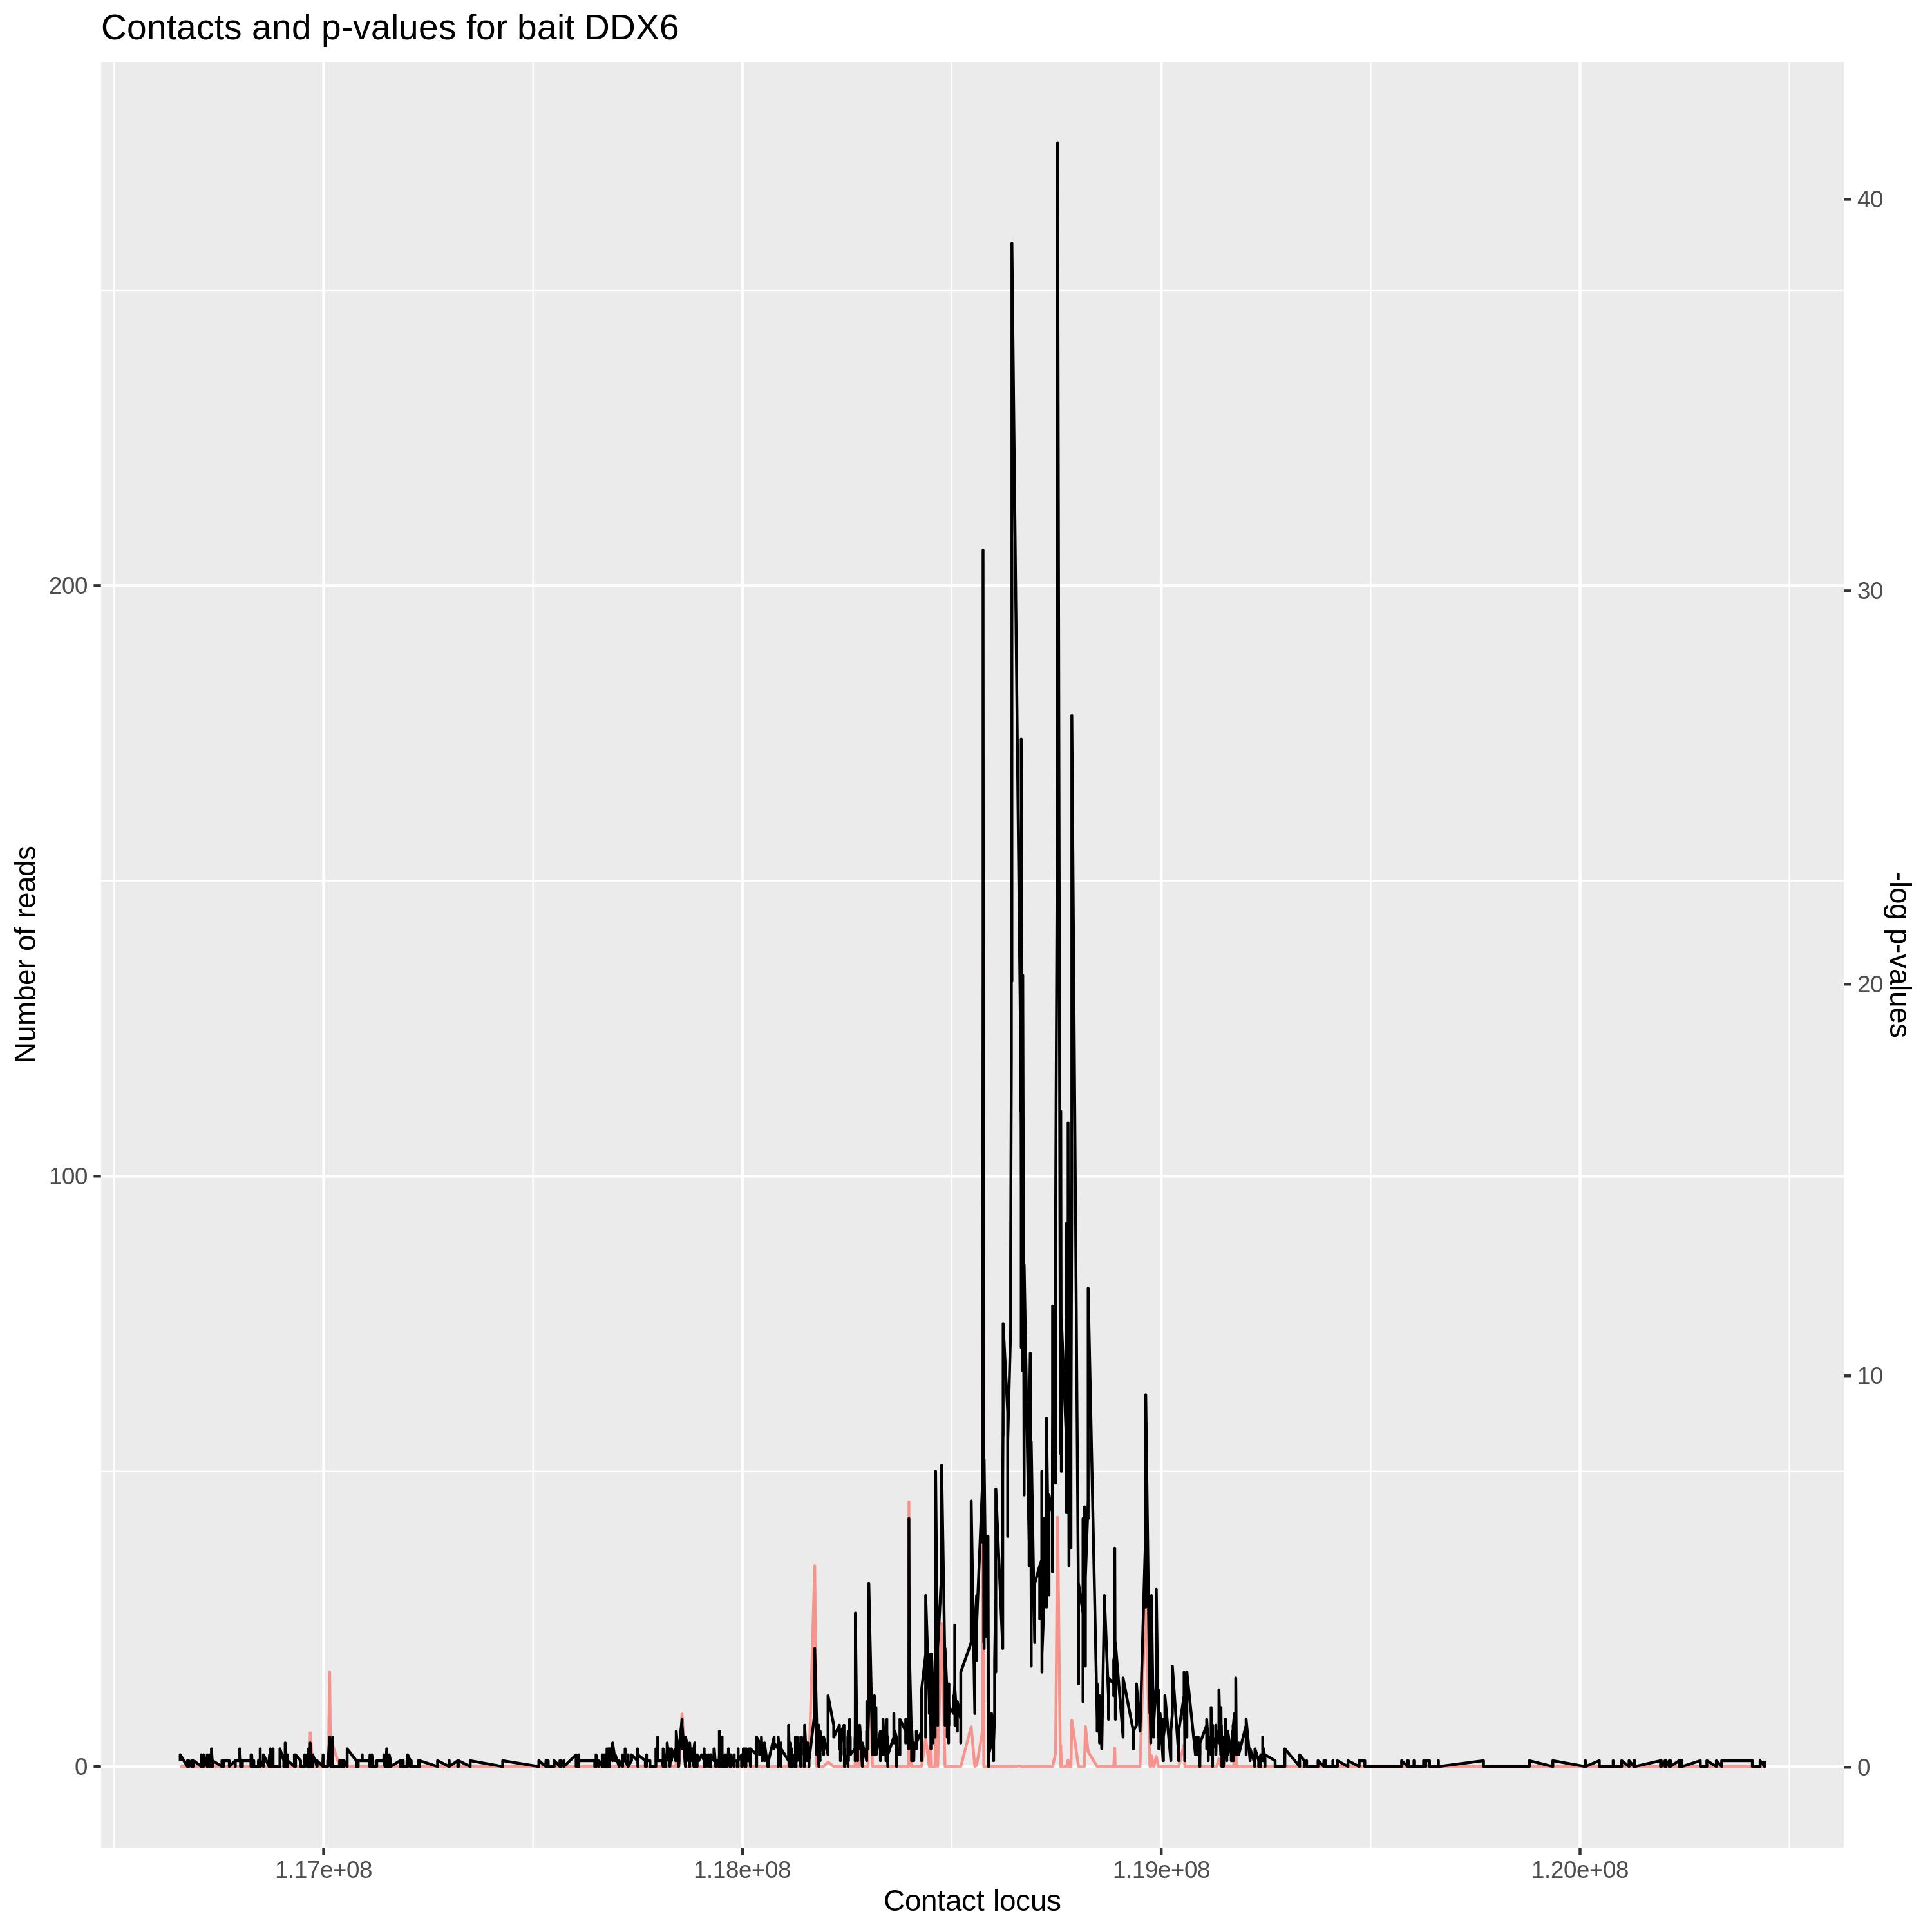 Contacts and p-values for bait DDX6
Number of reads
200
100
0
40
30
20
10
0
-log p-values
1.17e+08
1.18e+08
1.19e+08
1.20e+08
Contact locus